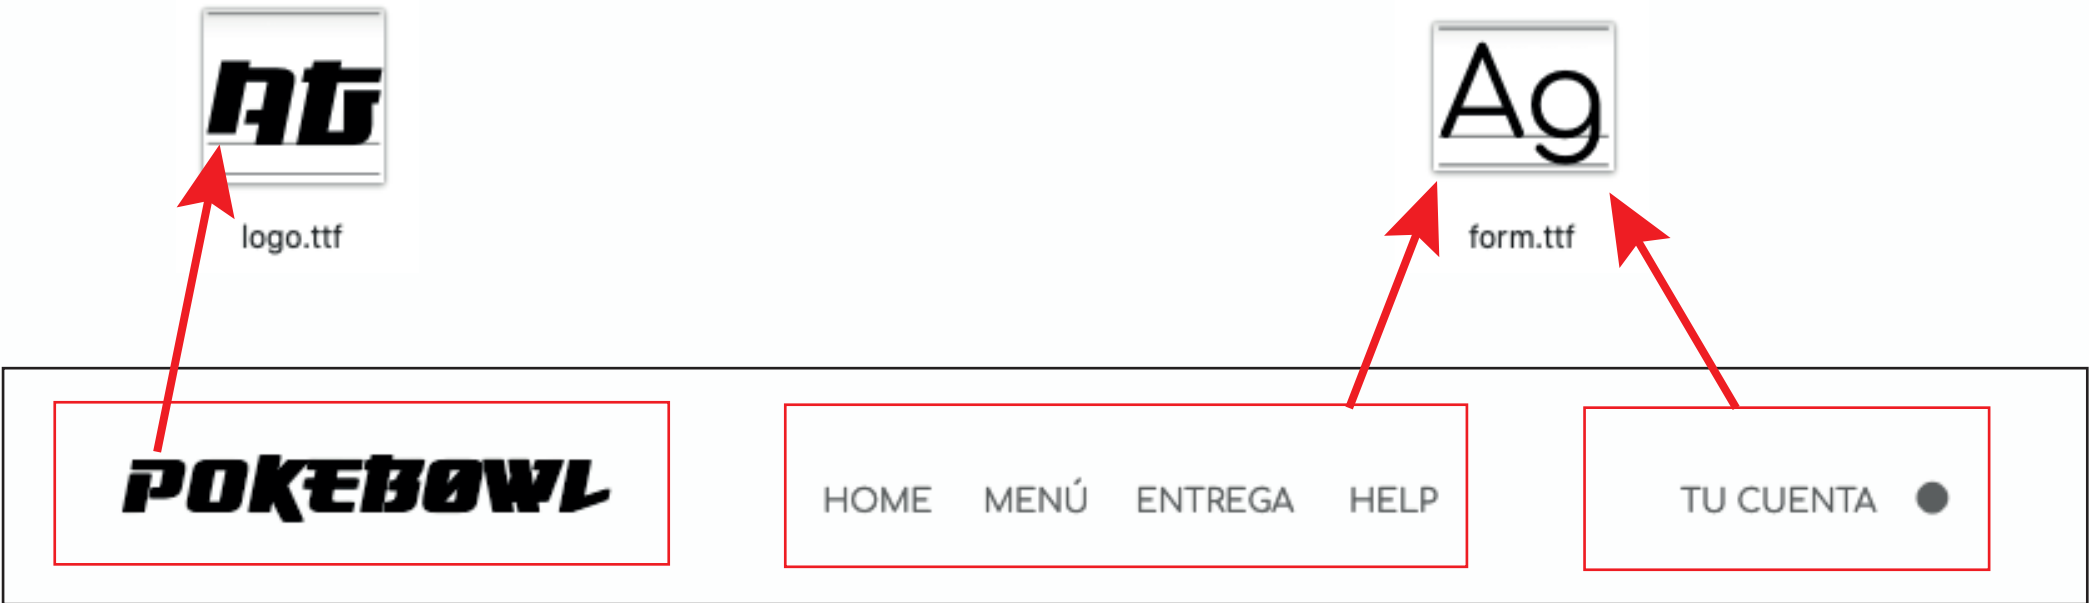 AG
Ag
logo.ttf
form.ttf
POKEBOWL
HOME MENÚ ENTREGA HELP
TU CUENTA